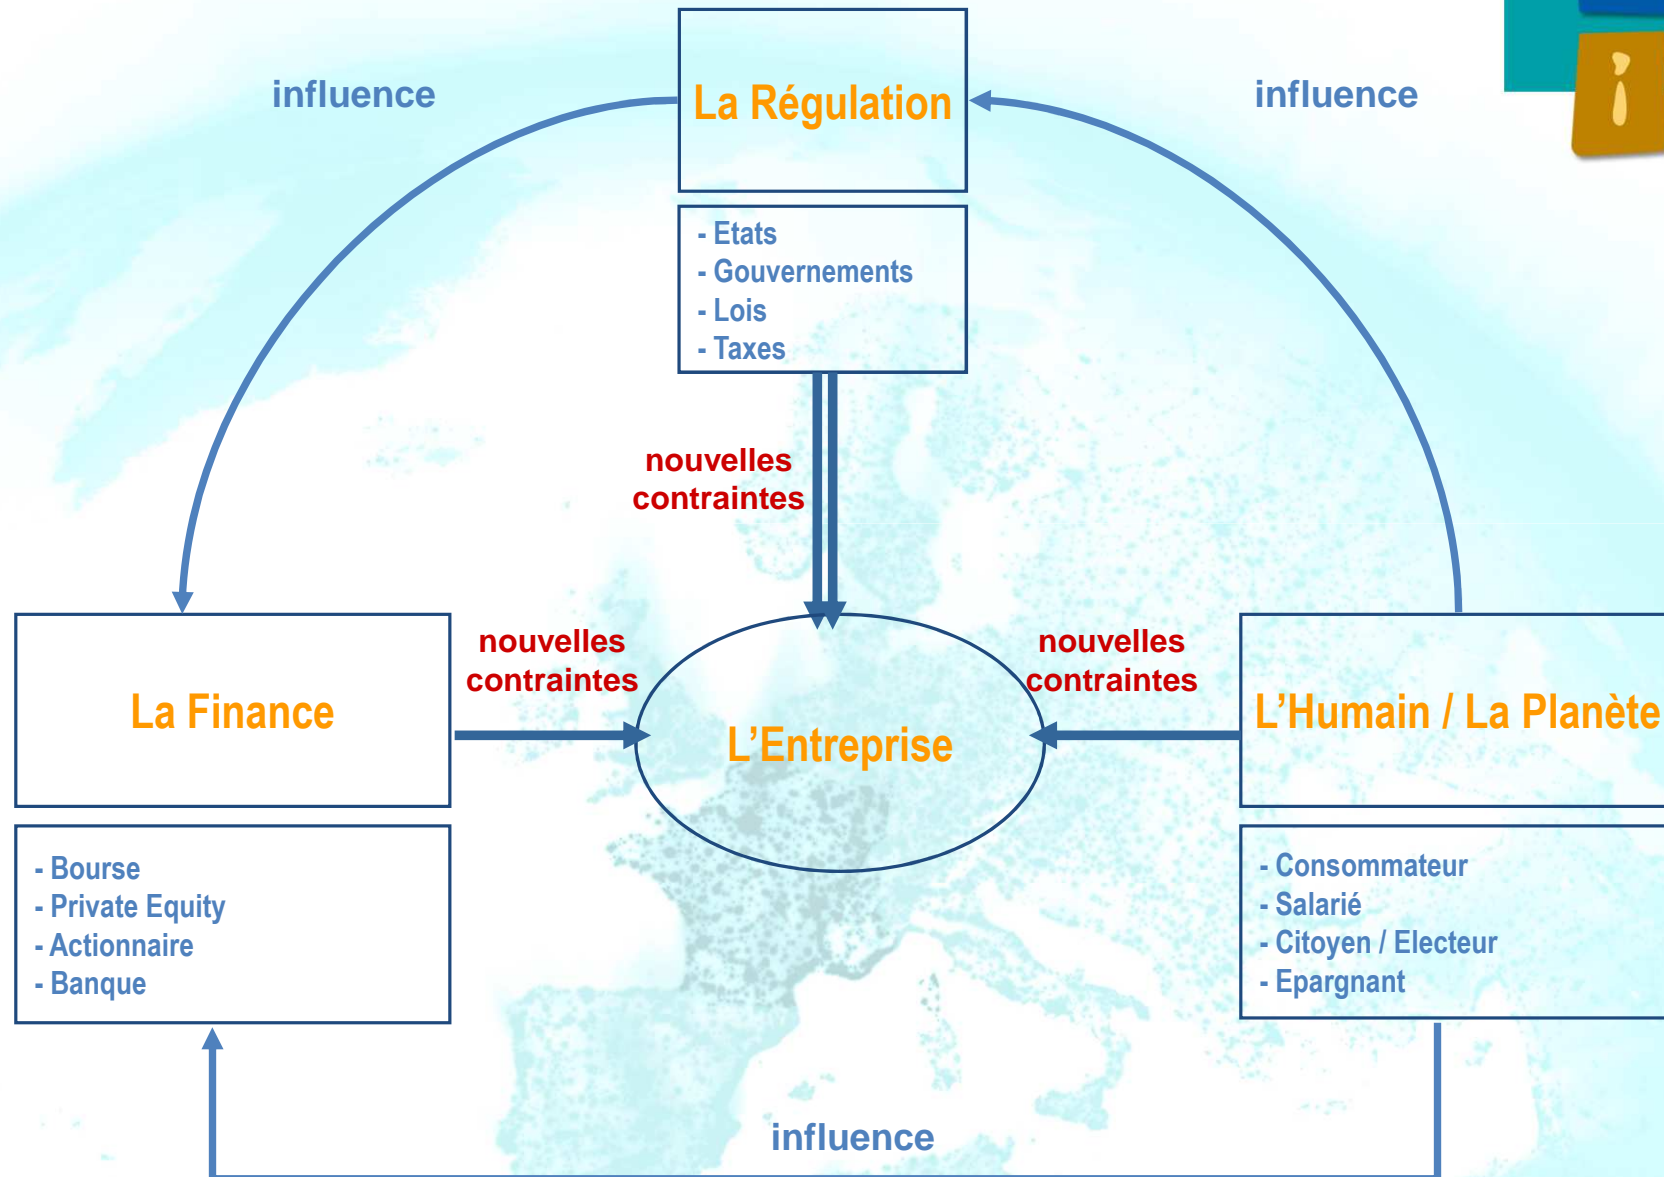 influence
La Régulation
influence
- Etats
- Gouvernements
- Lois
- Taxes
nouvelles
contraintes
nouvelles
contraintes
nouvelles
contraintes
La Finance
L’Entreprise
L’Humain / La Planète
- Bourse
- Private Equity
- Actionnaire
- Banque
- Consommateur
- Salarié
- Citoyen / Electeur
- Epargnant
influence
i